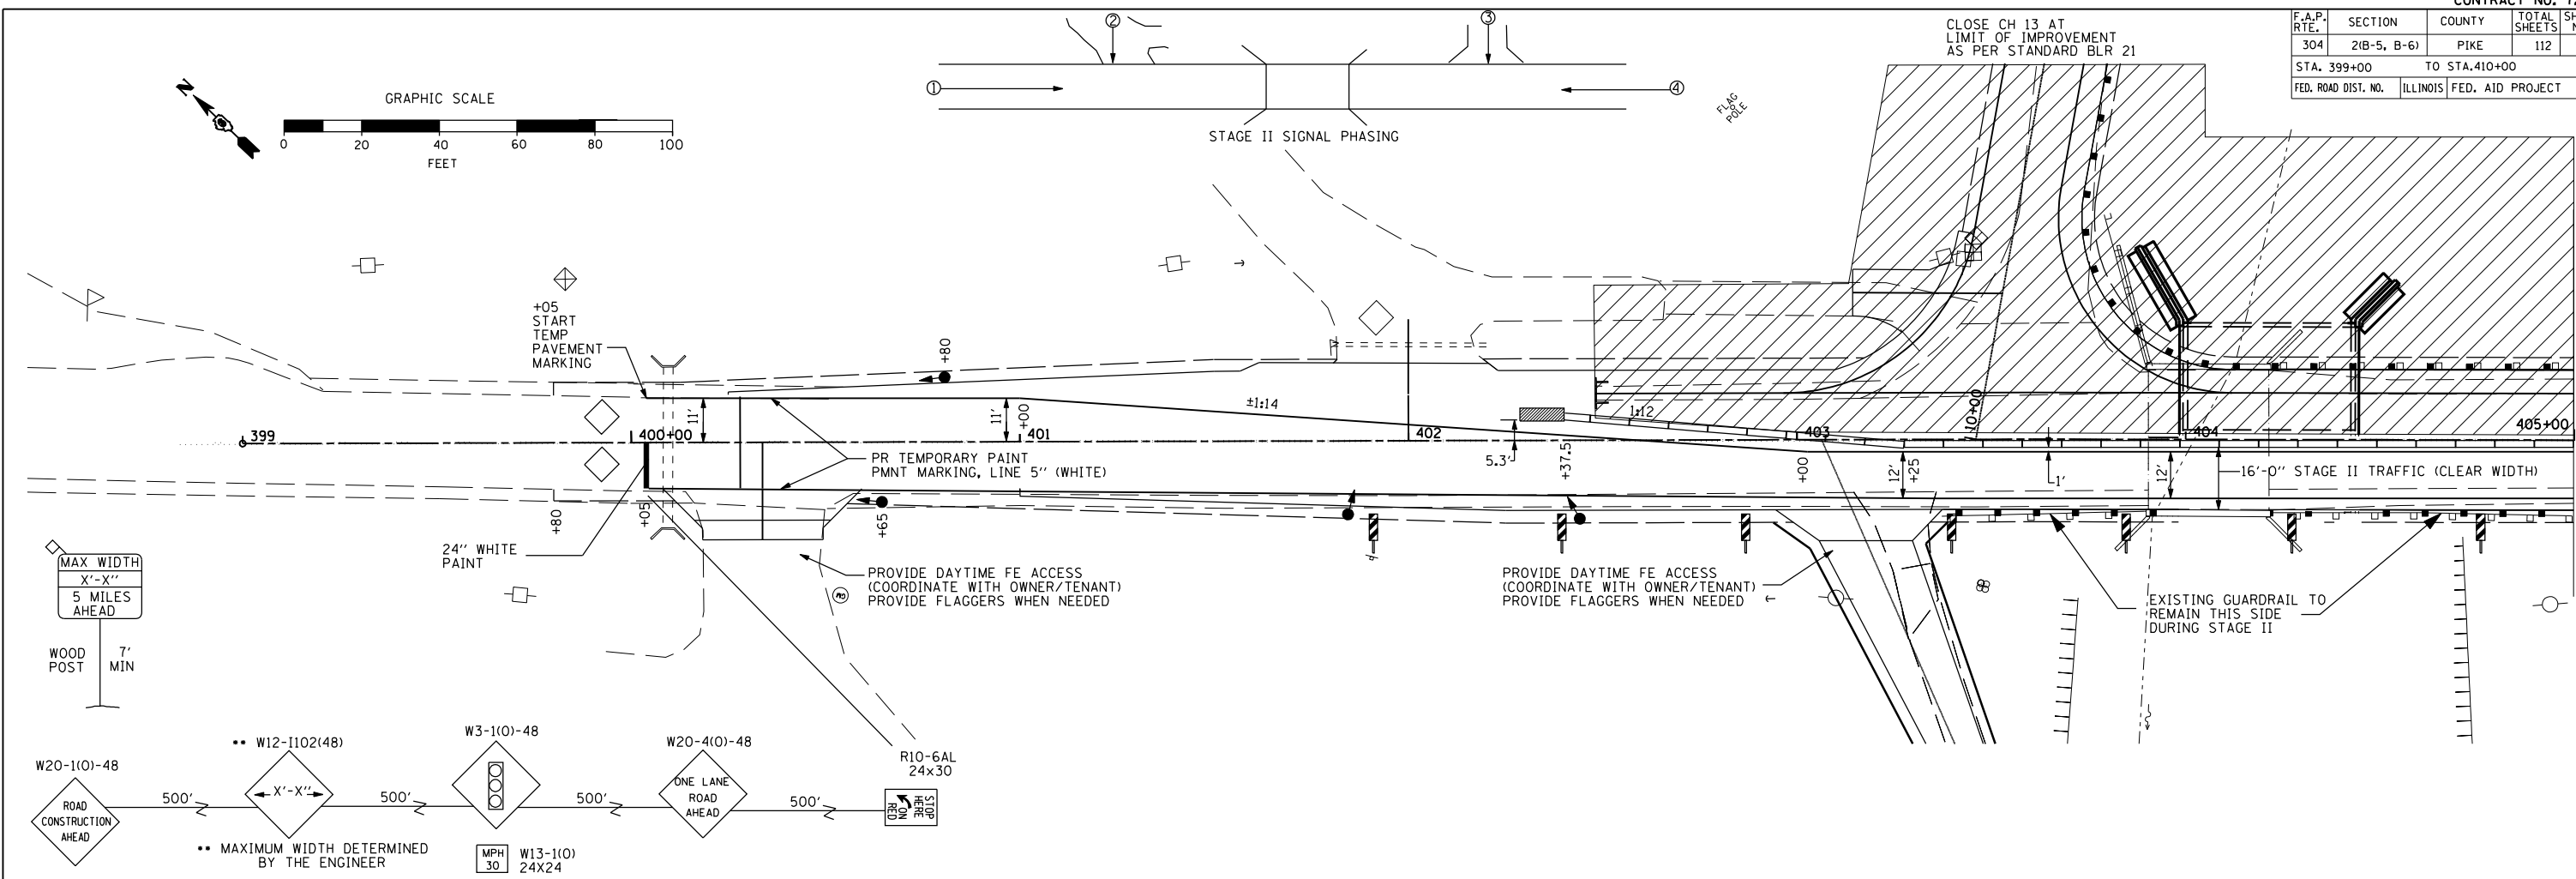 CONTRACT NO.
F.A.P. RTE. SECTION COUNTY TOTAL SHEETS
304 2(B-5, B-6) PIKE 112
STA. 399+00 TO STA.410+00
FED. ROAD DIST. NO. ILLINOIS FED. AID PROJECT
CLOSE CH 13 AT
LIMIT OF IMPROVEMENT
AS PER STANDARD BLR 21
N
GRAPHIC SCALE
0 20 40 60 80 100
FEET
① ② ③ ④
STAGE II SIGNAL PHASING
FLAG
POLE
+05
START
TEMP
PAVEMENT
MARKING
+80
±1:14
1:12
110+00
11'
11'
+00
399
400+00
401
402
403
404
405+00
PR TEMPORARY PAINT
PMNT MARKING, LINE 5'' (WHITE)
5.3'
+37.5
+00
12'
+25
1'
12'
16'-0'' STAGE II TRAFFIC (CLEAR WIDTH)
+80
+05
+65
24'' WHITE
PAINT
PROVIDE DAYTIME FE ACCESS
(COORDINATE WITH OWNER/TENANT)
PROVIDE FLAGGERS WHEN NEEDED
PROVIDE DAYTIME FE ACCESS
(COORDINATE WITH OWNER/TENANT)
PROVIDE FLAGGERS WHEN NEEDED
EXISTING GUARDRAIL TO
REMAIN THIS SIDE
DURING STAGE II
MAX WIDTH
X'-X''
5 MILES
AHEAD
WOOD
POST
7'
MIN
W20-1(O)-48
ROAD
CONSTRUCTION
AHEAD
500'
•• W12-I102(48)
X'-X''
500'
W3-1(O)-48
500'
W20-4(O)-48
ONE LANE
ROAD
AHEAD
500'
R10-6AL
24x30
STOP
HERE
ON
RED
•• MAXIMUM WIDTH DETERMINED
BY THE ENGINEER
MPH
30
W13-1(O)
24X24